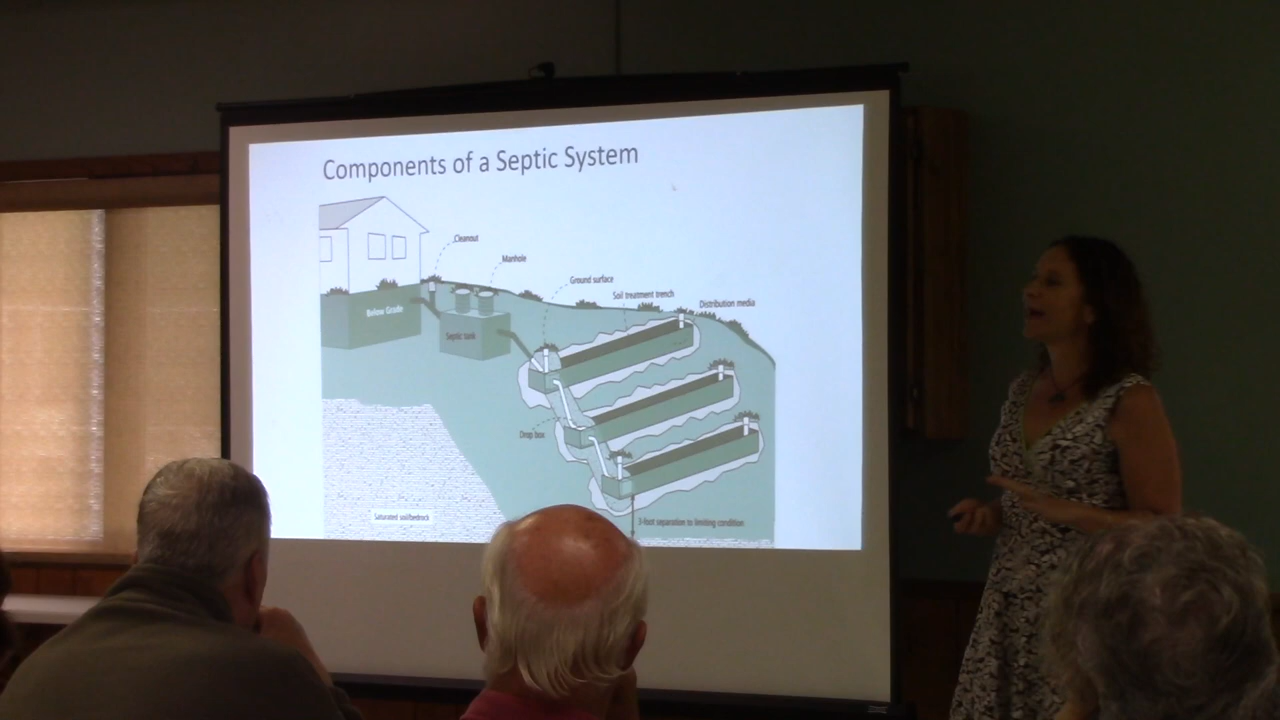 Components of a Septic System
Cleanout
Manhole
Ground surface
Soil treatment trench
Distribution media
Below Grade
Septic tank
Drop box
Saturated soil/bedrock
3-foot separation to limiting condition